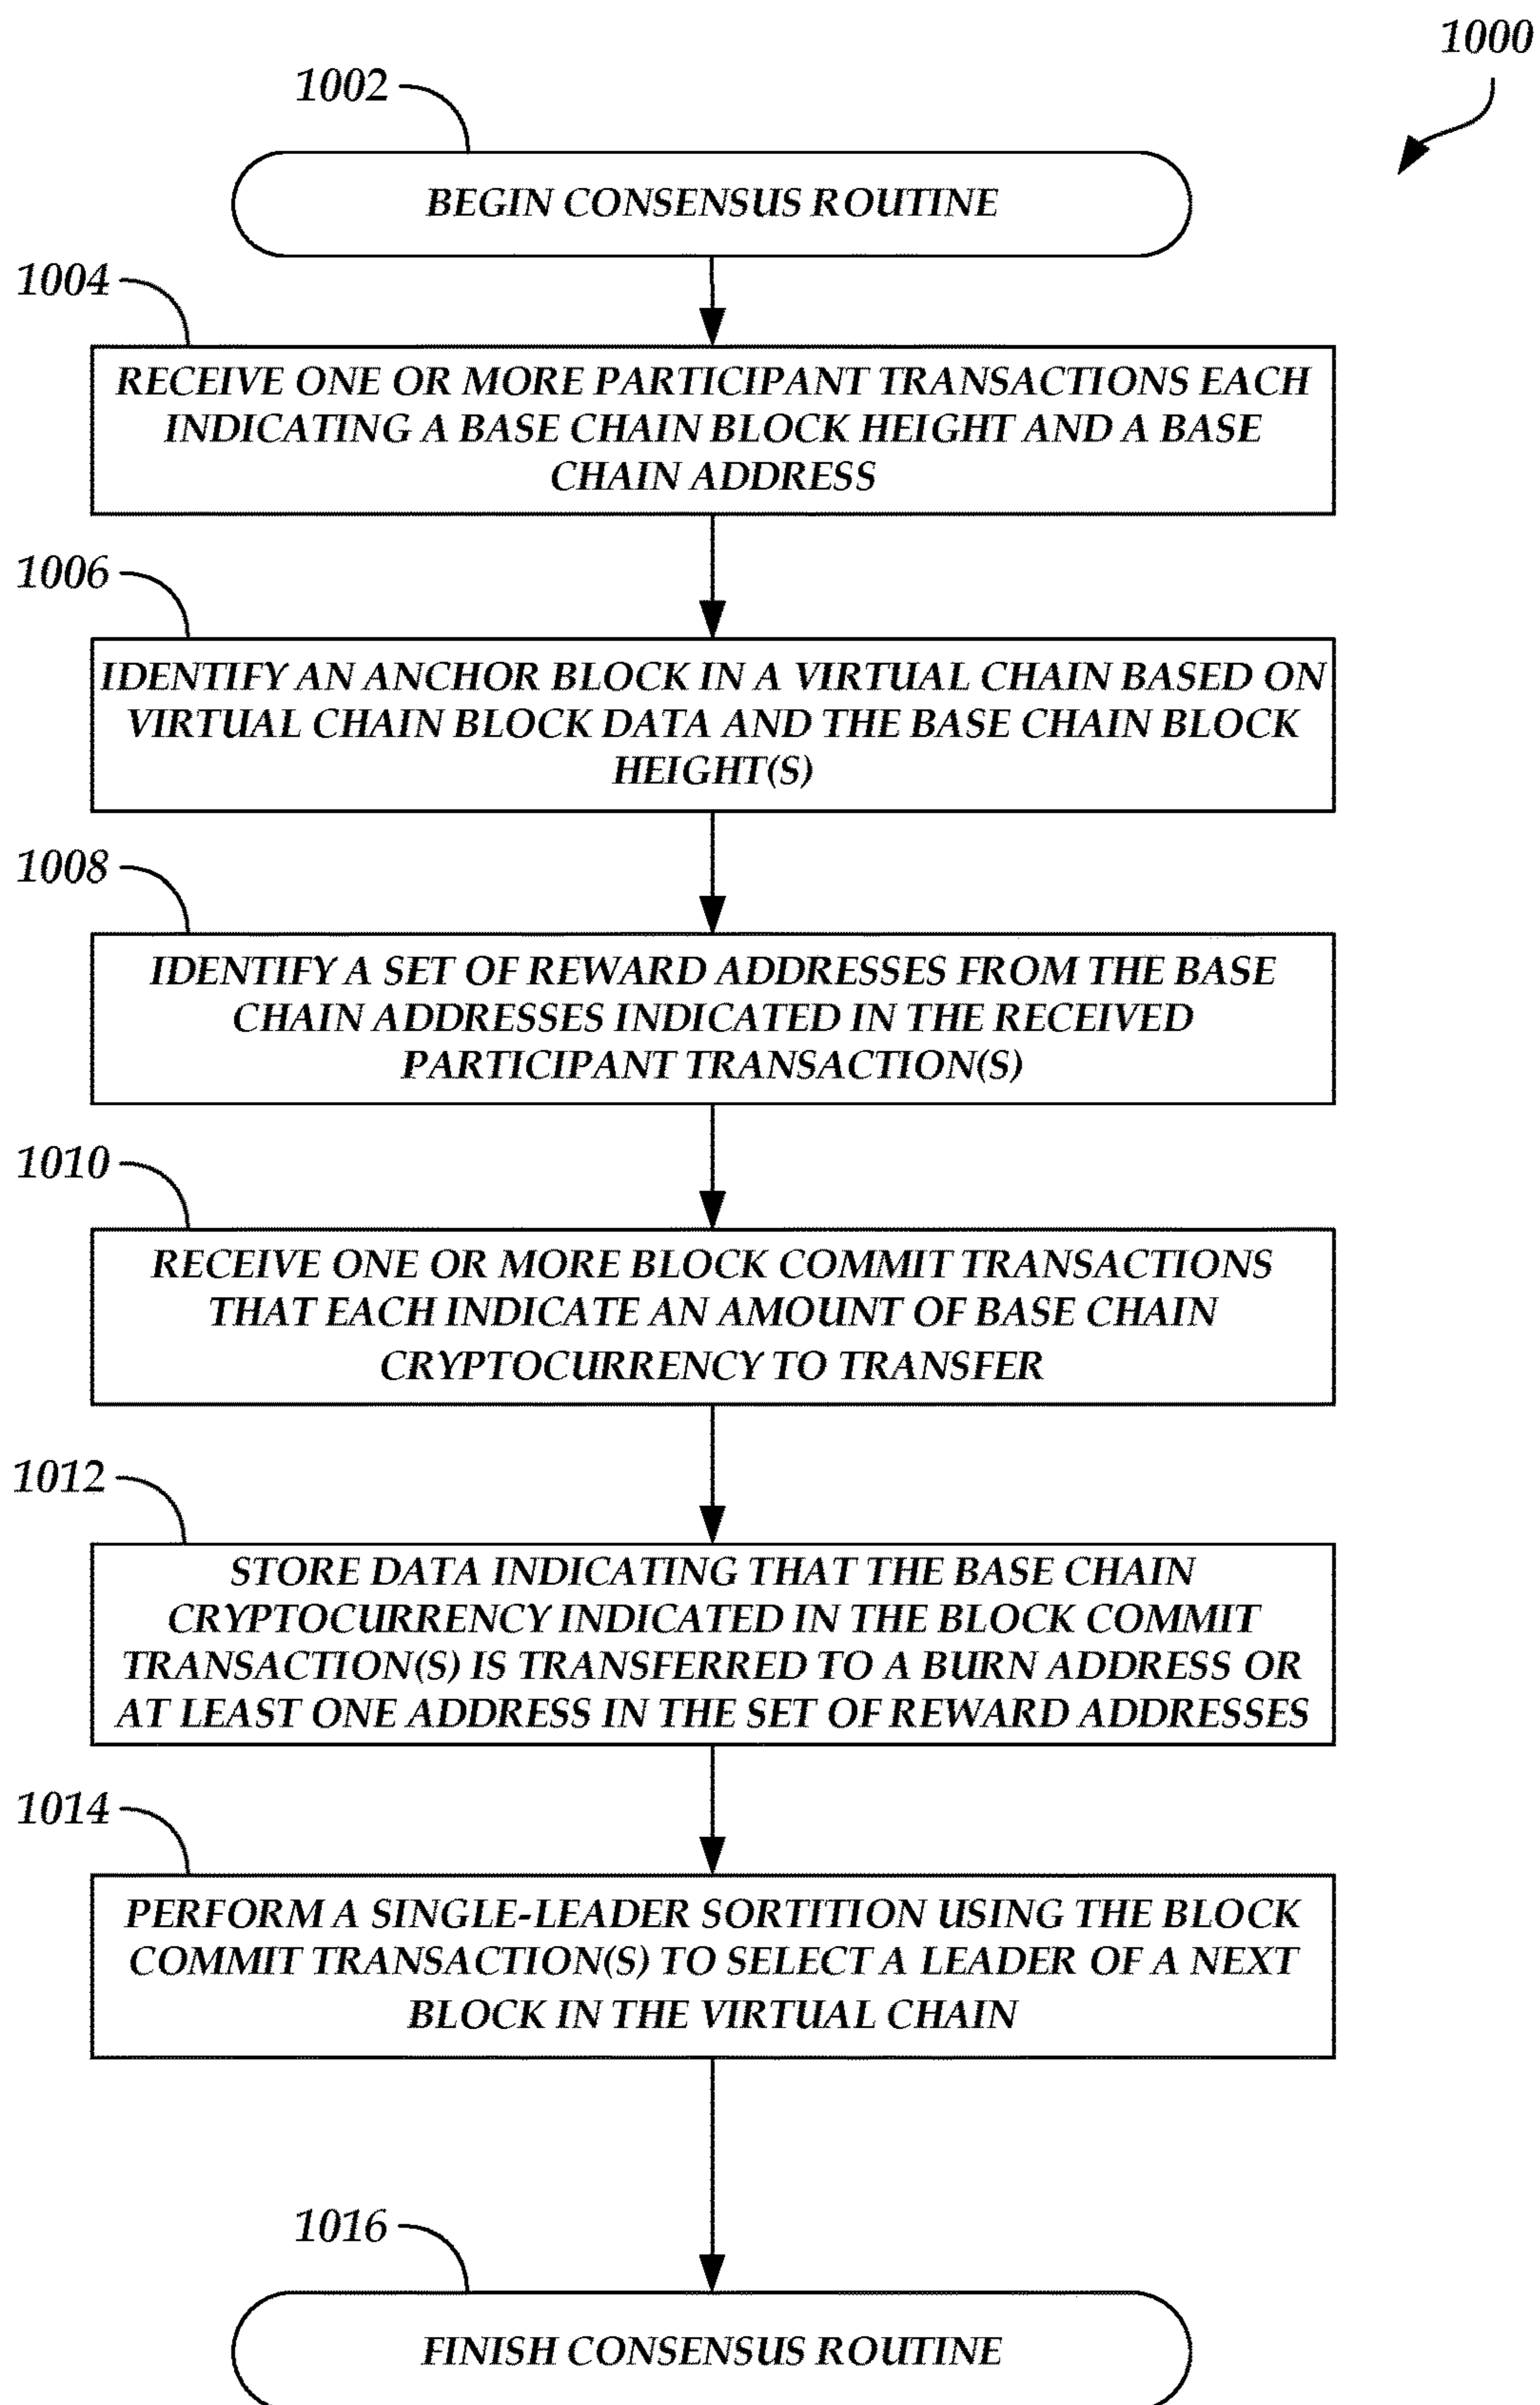 1000
1002
BEGIN CONSENSUS ROUTINE
1004
RECEIVE ONE OR MORE PARTICIPANT TRANSACTIONS EACH
INDICATING A BASE CHAIN BLOCK HEIGHT AND A BASE
CHAIN ADDRESS
1006
IDENTIFY AN ANCHOR BLOCK IN A VIRTUAL CHAIN BASED ON
VIRTUAL CHAIN BLOCK DATA AND THE BASE CHAIN BLOCK
HEIGHT(S)
1008
IDENTIFY A SET OF REWARD ADDRESSES FROM THE BASE
CHAIN ADDRESSES INDICATED IN THE RECEIVED
PARTICIPANT TRANSACTION(S)
1010
RECEIVE ONE OR MORE BLOCK COMMIT TRANSACTIONS
THAT EACH INDICATE AN AMOUNT OF BASE CHAIN
CRYPTOCURRENCY TO TRANSFER
1012
STORE DATA INDICATING THAT THE BASE CHAIN
CRYPTOCURRENCY INDICATED IN THE BLOCK COMMIT
TRANSACTION(S) IS TRANSFERRED TO A BURN ADDRESS OR
AT LEAST ONE ADDRESS IN THE SET OF REWARD ADDRESSES
1014
PERFORM A SINGLE-LEADER SORTITION USING THE BLOCK
COMMIT TRANSACTION(S) TO SELECT A LEADER OF A NEXT
BLOCK IN THE VIRTUAL CHAIN
1016
FINISH CONSENSUS ROUTINE